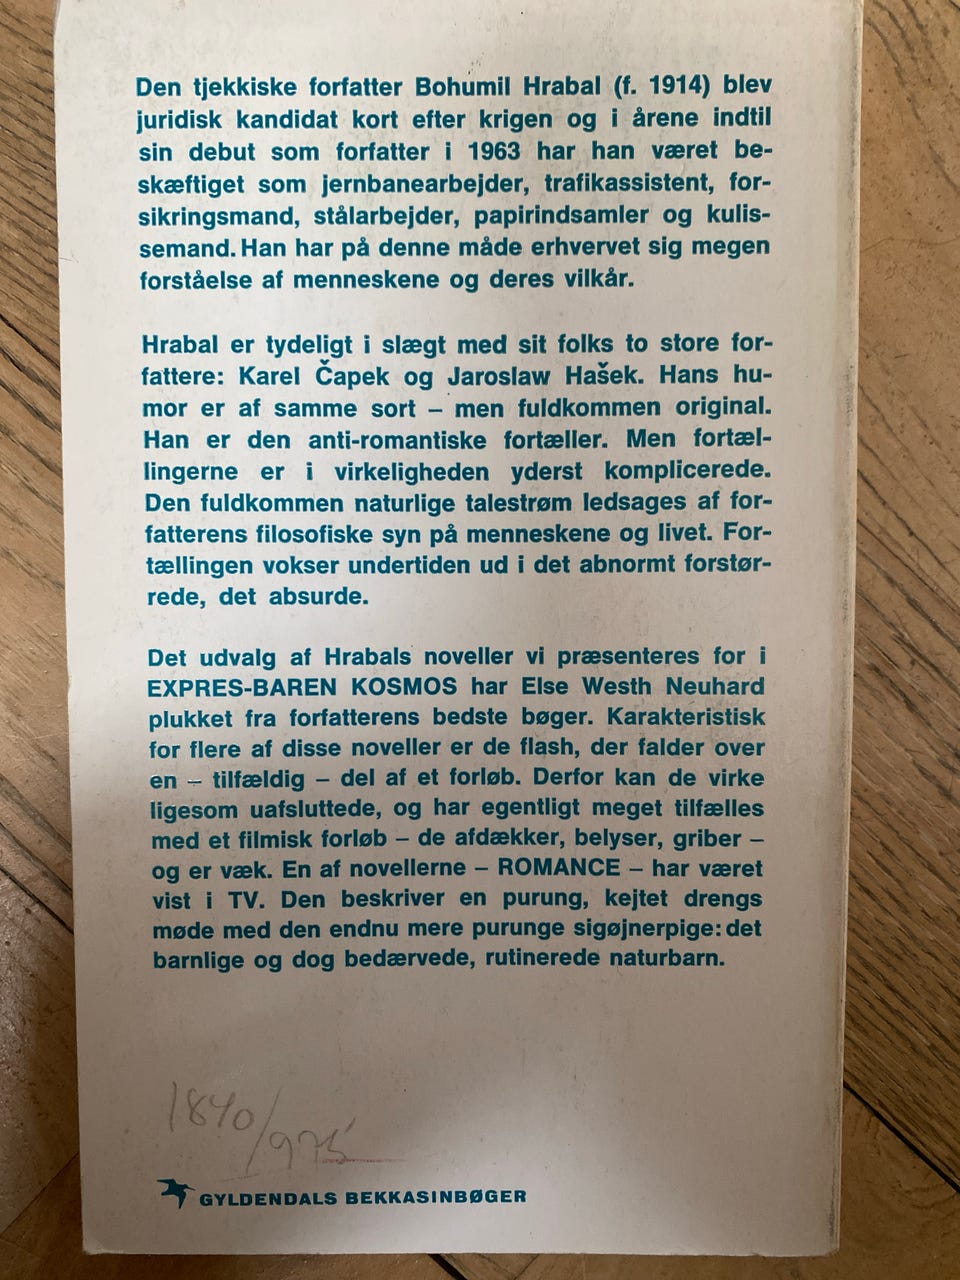 Den tjekkiske forfatter Bohumil Hrabal (f. 1914) blev
juridisk kandidat kort efter krigen og i årene indtil
sin debut som forfatter i 1963 har han været be-
skæftiget som jernbanearbejder, trafikassistent, for-
sikringsmand, stålarbejder, papirindsamler og kulis-
semand. Han har på denne måde erhvervet sig megen
forståelse af menneskene og deres vilkår.
Hrabal er tydeligt i slægt med sit folks to store for-
fattere: Karel Čapek og Jaroslaw Hašek. Hans hu-
mor er af samme sort – men fuldkommen original.
Han er den anti-romantiske fortæller. Men fortæl-
lingerne er i virkeligheden yderst komplicerede.
Den fuldkommen naturlige talestrøm ledsages af for-
fatterens filosofiske syn på menneskene og livet. For-
tællingen vokser undertiden ud i det abnormt forstør-
rede, det absurde.
Det udvalg af Hrabals noveller vi præsenteres for i
EXPRES-BAREN KOSMOS har Else Westh Neuhard
plukket fra forfatterens bedste bøger. Karakteristisk
for flere af disse noveller er de flash, der falder over
en – tilfældig – del af et forløb. Derfor kan de virke
ligesom uafsluttede, og har egentligt meget tilfælles
med et filmisk forløb – de afdækker, belyser, griber –
og er væk. En af novellerne – ROMANCE – har været
vist i TV. Den beskriver en purung, kejtet drengs
møde med den endnu mere purunge sigøjnerpige: det
barnlige og dog bedærvede, rutinerede naturbarn.
1840/975
GYLDENDALS BEKKASINBØGER